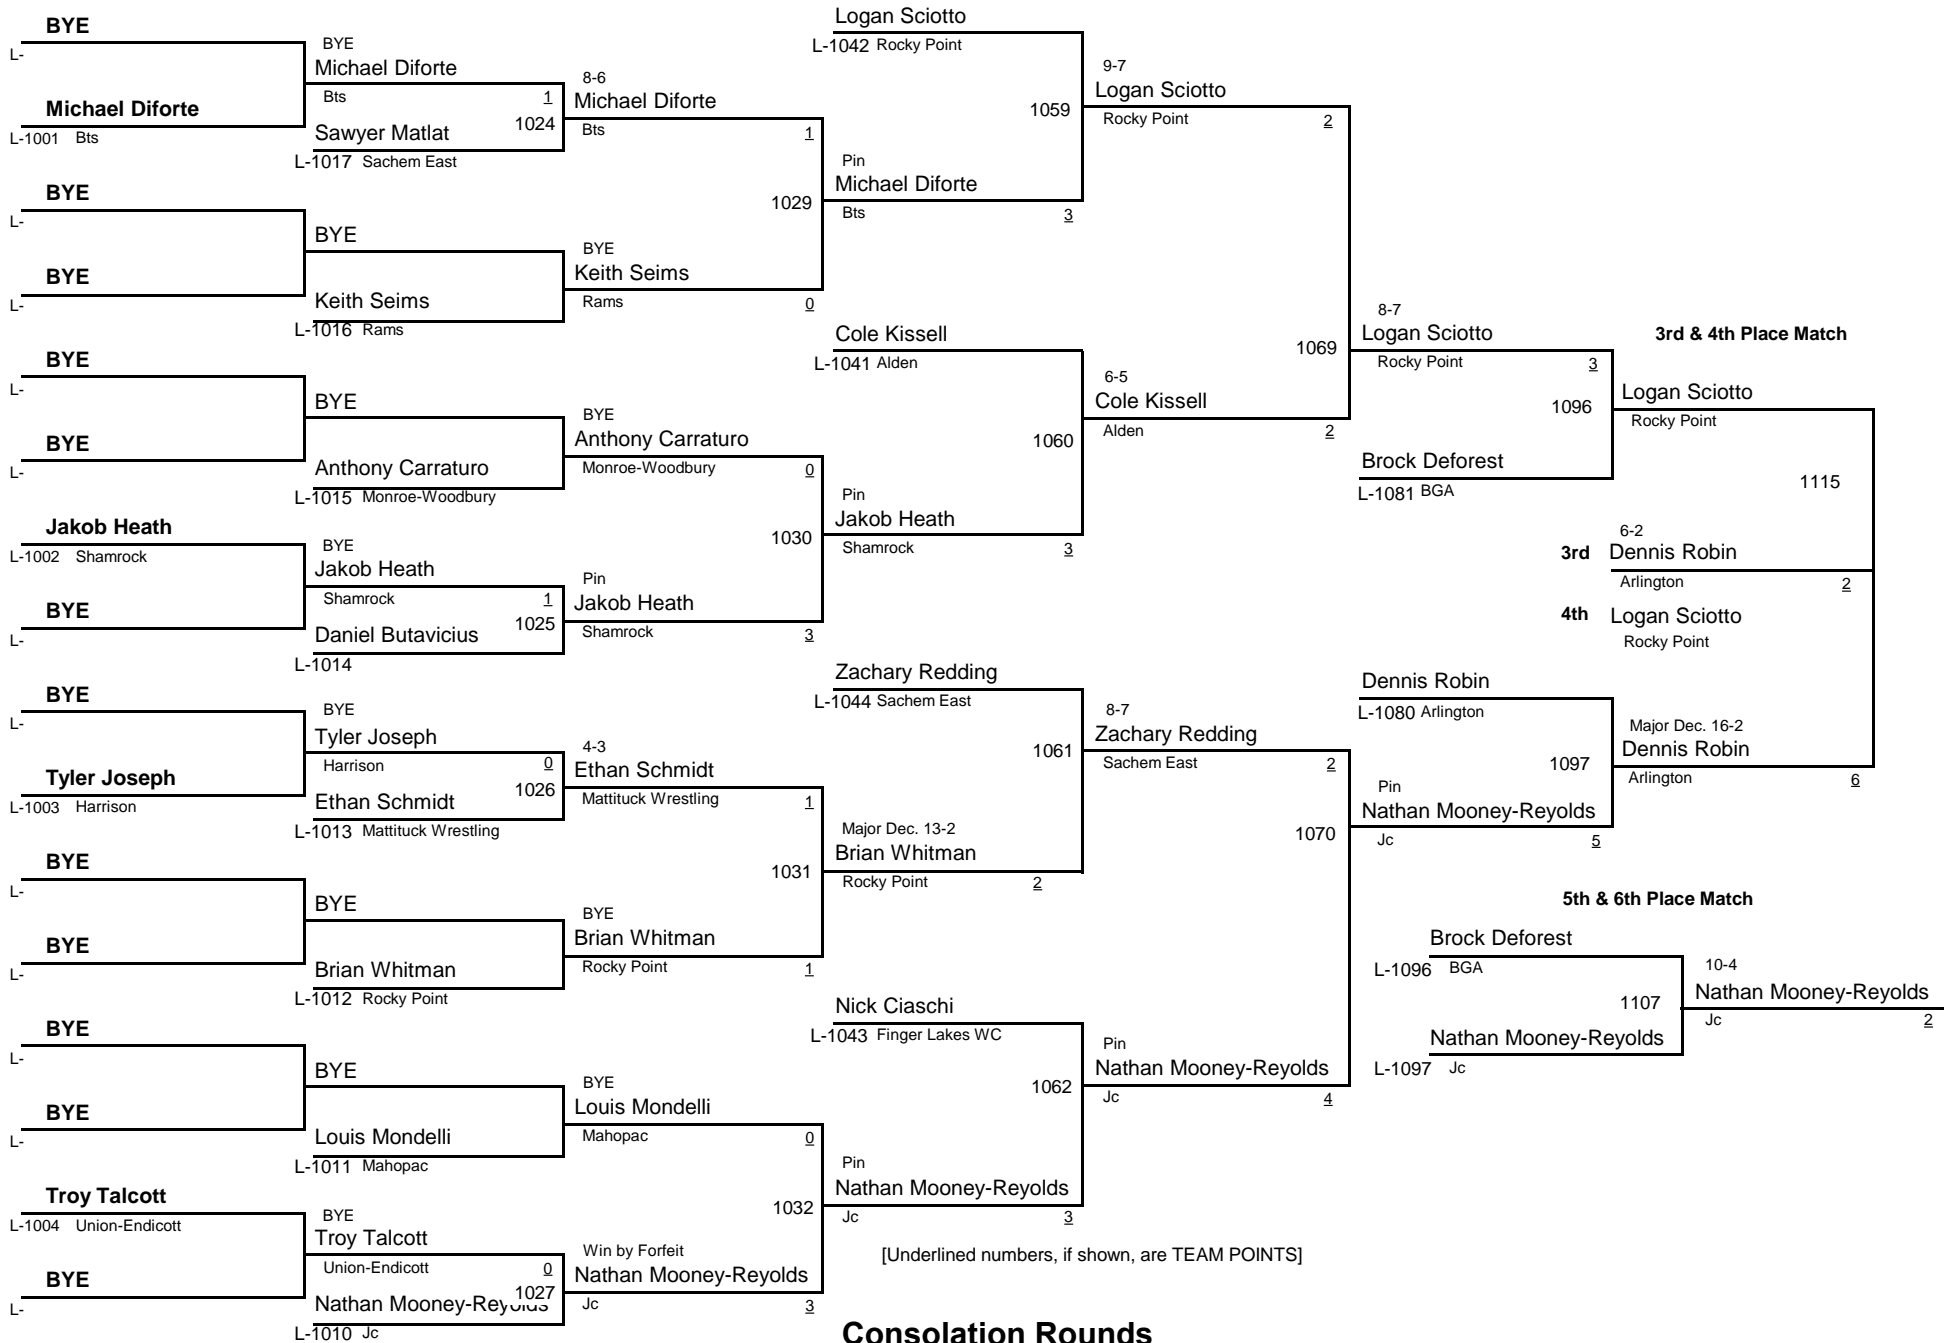 BYE
L-
Michael Diforte
L-1001 Bts
BYE
L-
BYE
L-
BYE
L-
BYE
L-
Jakob Heath
L-1002 Shamrock
BYE
L-
BYE
L-
Tyler Joseph
L-1003 Harrison
BYE
L-
BYE
L-
BYE
L-
BYE
L-
Troy Talcott
L-1004 Union-Endicott
BYE
L-
BYE
Michael Diforte
Bts 1
1024
Sawyer Matlat
L-1017 Sachem East
BYE
Keith Seims
L-1016 Rams
BYE
Anthony Carraturo
L-1015 Monroe-Woodbury
BYE
Jakob Heath
Shamrock 1
1025
Daniel Butavicius
L-1014
BYE
Tyler Joseph
Harrison 0
1026
Ethan Schmidt
L-1013 Mattituck Wrestling
BYE
Brian Whitman
L-1012 Rocky Point
BYE
Louis Mondelli
L-1011 Mahopac
BYE
Troy Talcott
Union-Endicott 0
1027
Nathan Mooney-Reyolds
L-1010 Jc
8-6
Michael Diforte
Bts 1
1029
BYE
Keith Seims
Rams 0
BYE
Anthony Carraturo
Monroe-Woodbury 0
1030
Pin
Jakob Heath
Shamrock 3
4-3
Ethan Schmidt
Mattituck Wrestling 1
1031
BYE
Brian Whitman
Rocky Point 1
BYE
Louis Mondelli
Mahopac 0
1032
Win by Forfeit
Nathan Mooney-Reyolds
Jc 3
Logan Sciotto
L-1042 Rocky Point
1059
Pin
Michael Diforte
Bts 3
Cole Kissell
L-1041 Alden
1060
Pin
Jakob Heath
Shamrock 3
Zachary Redding
L-1044 Sachem East
1061
Major Dec. 13-2
Brian Whitman
Rocky Point 2
Nick Ciaschi
L-1043 Finger Lakes WC
1062
Pin
Nathan Mooney-Reyolds
Jc 3
9-7
Logan Sciotto
Rocky Point 2
1069
6-5
Cole Kissell
Alden 2
8-7
Zachary Redding
Sachem East 2
1070
Pin
Nathan Mooney-Reyolds
Jc 4
8-7
Logan Sciotto
Rocky Point 3
1096
Brock Deforest
L-1081 BGA
Dennis Robin
L-1080 Arlington
1097
Pin
Nathan Mooney-Reyolds
Jc 5
3rd & 4th Place Match
Logan Sciotto
Rocky Point
1115
6-2
3rd Dennis Robin
Arlington 2
4th Logan Sciotto
Rocky Point
Major Dec. 16-2
Dennis Robin
Arlington 6
5th & 6th Place Match
Brock Deforest
L-1096 BGA
1107
Nathan Mooney-Reyolds
L-1097 Jc
10-4
Nathan Mooney-Reyolds
Jc 2
[Underlined numbers, if shown, are TEAM POINTS]
Consolation Rounds